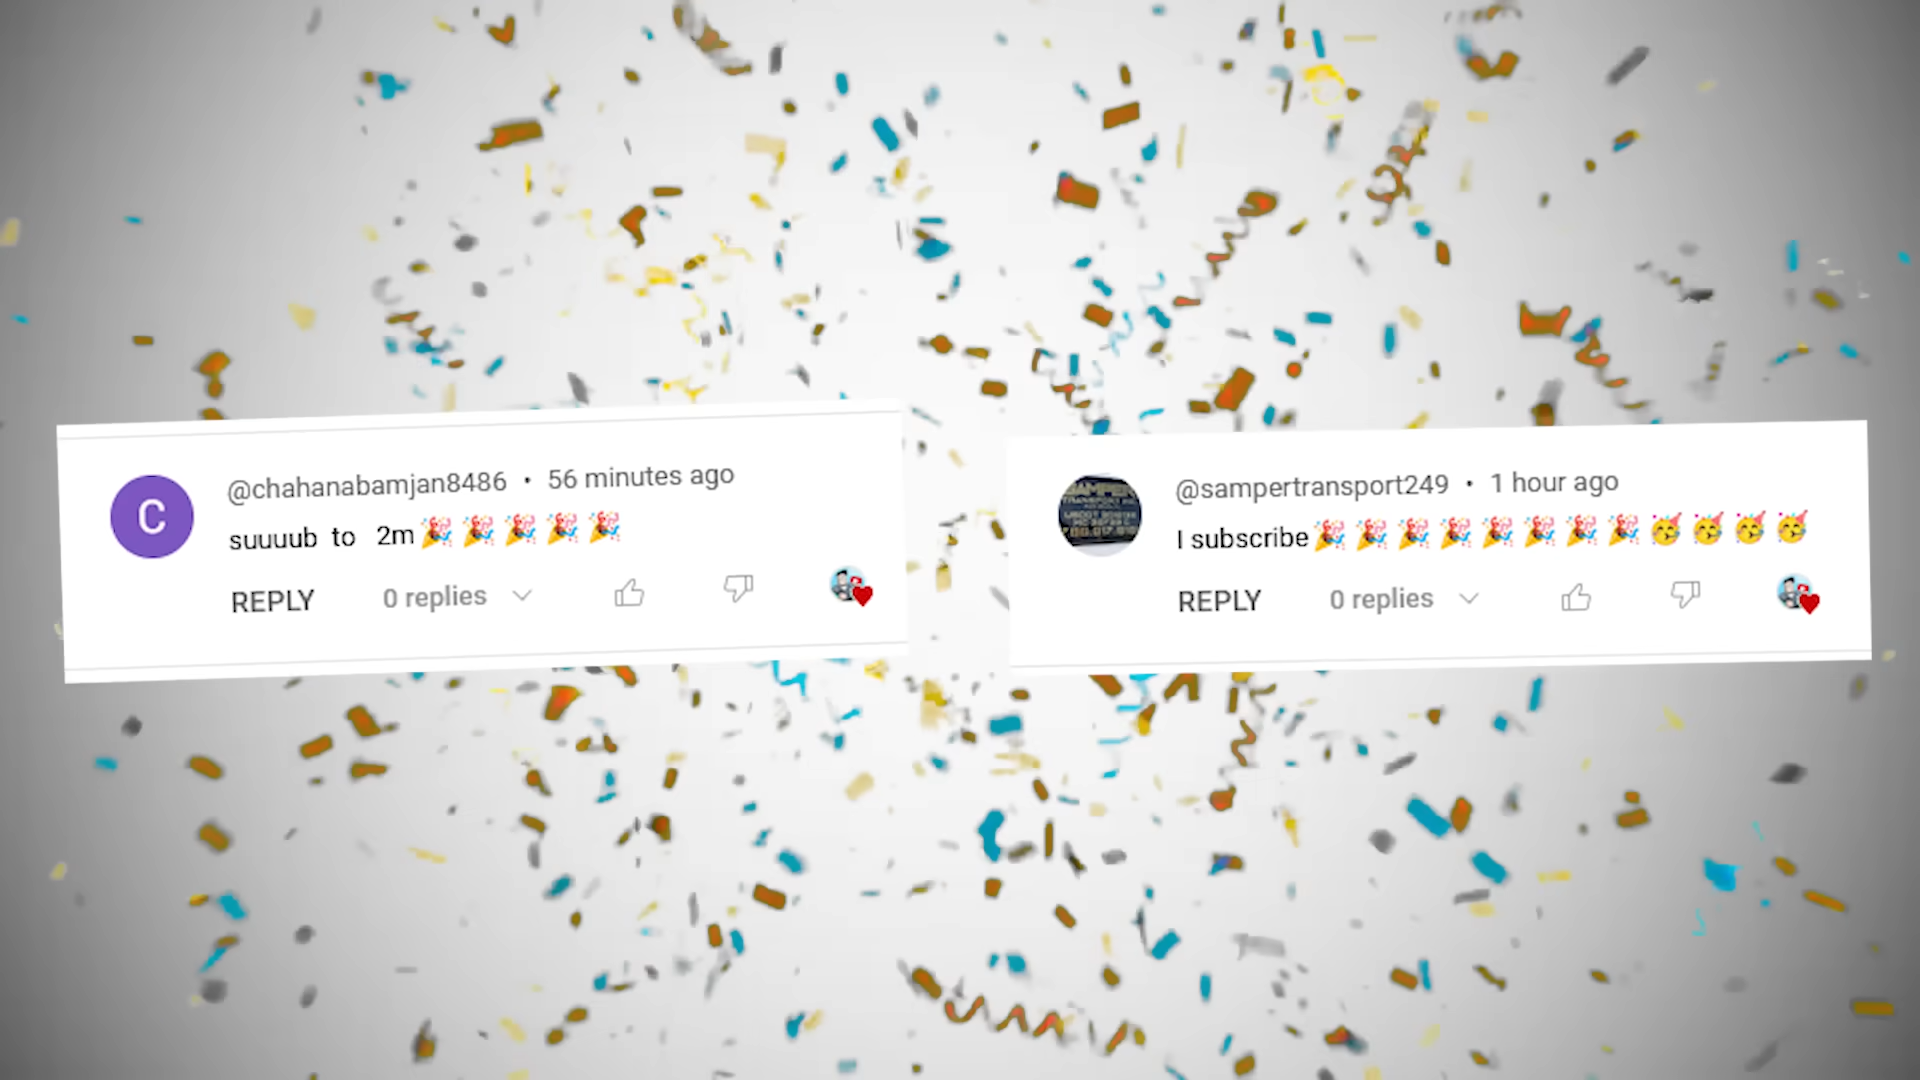 @chahanabamjan8486 • 56 minutes ago
suuuub to 2m🎉🎉🎉🎉🎉
REPLY 0 replies
C
@sampertransport249 • 1 hour ago
I subscribe🎉🎉🎉🎉🎉🎉🎉🎉🥳🥳🥳🥳
REPLY 0 replies